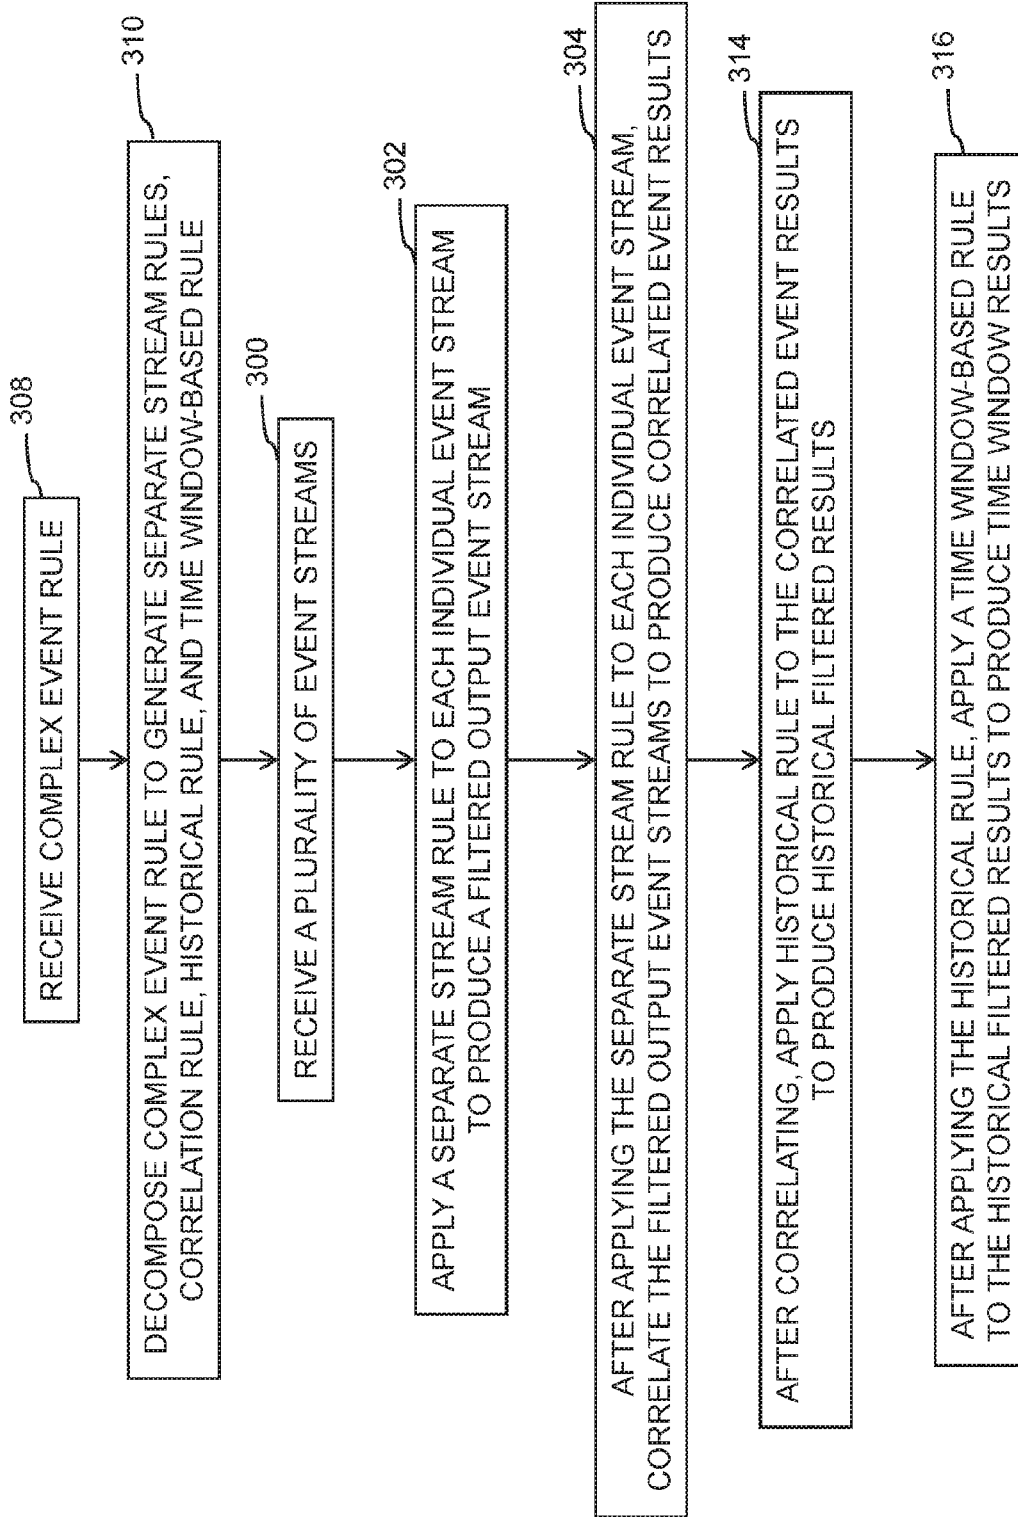 308
RECEIVE COMPLEX EVENT RULE
310
DECOMPOSE COMPLEX EVENT RULE TO GENERATE SEPARATE STREAM RULES,
CORRELATION RULE, HISTORICAL RULE, AND TIME WINDOW-BASED RULE
300
RECEIVE A PLURALITY OF EVENT STREAMS
302
APPLY A SEPARATE STREAM RULE TO EACH INDIVIDUAL EVENT STREAM
TO PRODUCE A FILTERED OUTPUT EVENT STREAM
304
AFTER APPLYING THE SEPARATE STREAM RULE TO EACH INDIVIDUAL EVENT STREAM,
CORRELATE THE FILTERED OUTPUT EVENT STREAMS TO PRODUCE CORRELATED EVENT RESULTS
314
AFTER CORRELATING, APPLY HISTORICAL RULE TO THE CORRELATED EVENT RESULTS
TO PRODUCE HISTORICAL FILTERED RESULTS
316
AFTER APPLYING THE HISTORICAL RULE, APPLY A TIME WINDOW-BASED RULE
TO THE HISTORICAL FILTERED RESULTS TO PRODUCE TIME WINDOW RESULTS